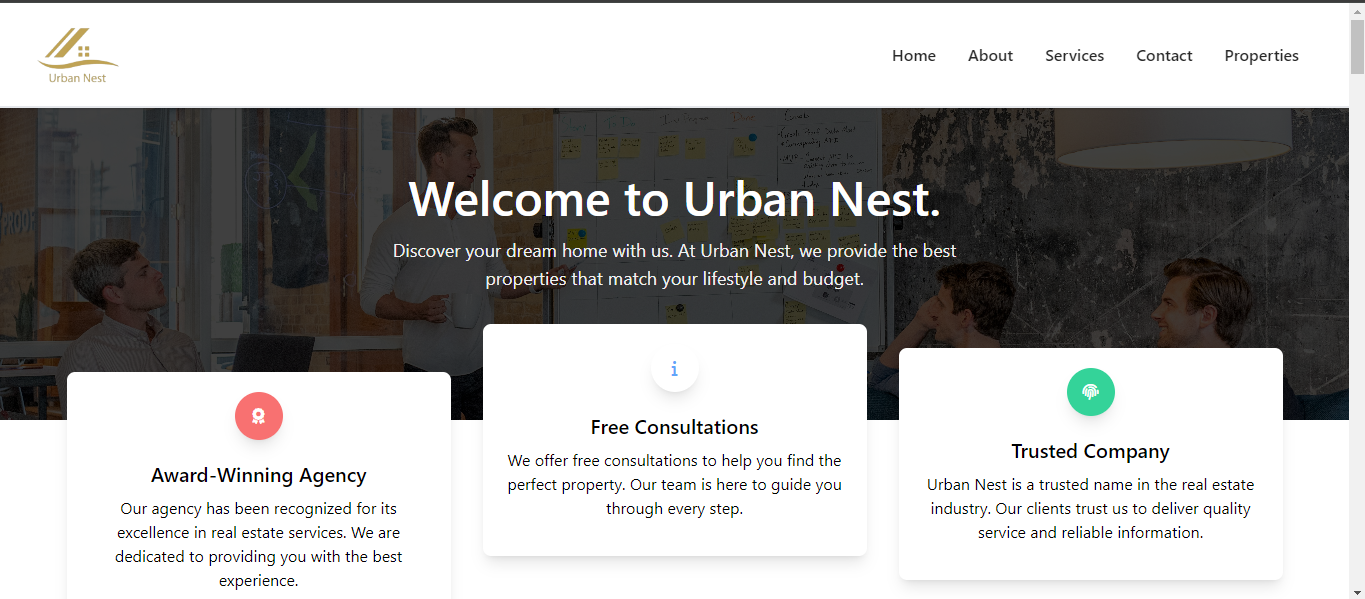 Urban Nest
Home
About
Services
Contact
Properties
Welcome to Urban Nest.
Discover your dream home with us. At Urban Nest, we provide the best
properties that match your lifestyle and budget.
Award-Winning Agency
Our agency has been recognized for its
excellence in real estate services. We are
dedicated to providing you with the best
experience.
i
Free Consultations
We offer free consultations to help you find the
perfect property. Our team is here to guide you
through every step.
Trusted Company
Urban Nest is a trusted name in the real estate
industry. Our clients trust us to deliver quality
service and reliable information.